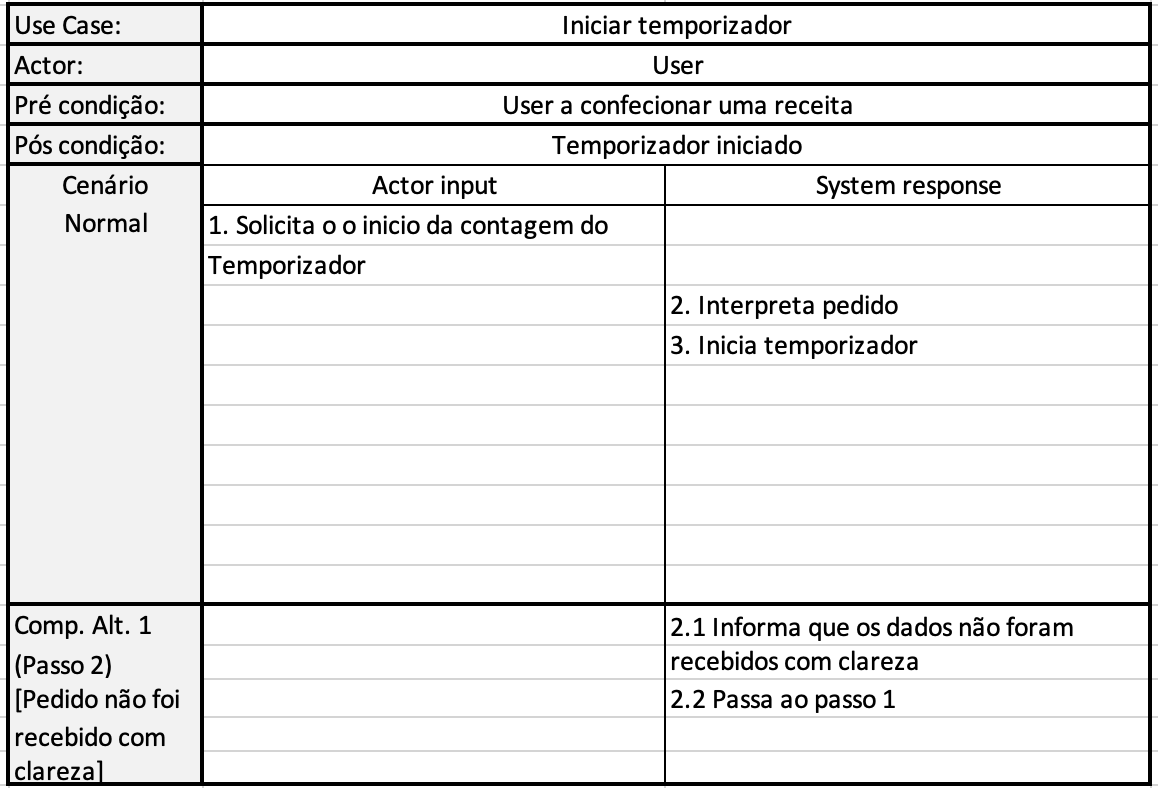 Use Case: Iniciar temporizador
Actor: User
Pré condição: User a confecionar uma receita
Pós condição: Temporizador iniciado
Cenário Actor input System response
Normal 1. Solicita o o inicio da contagem do
Temporizador
2. Interpreta pedido
3. Inicia temporizador
Comp. Alt. 1 2.1 Informa que os dados não foram
(Passo 2) recebidos com clareza
[Pedido não foi 2.2 Passa ao passo 1
recebido com
clareza]